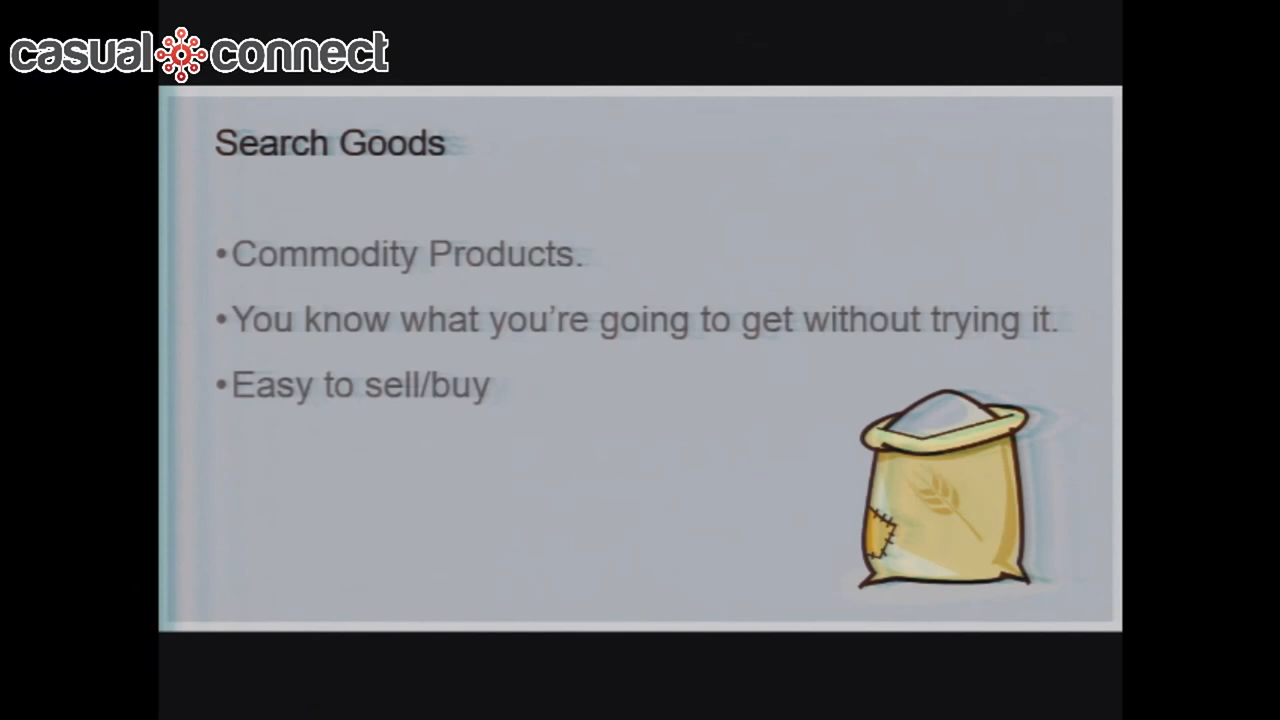 casual connect
Search Goods
•Commodity Products.
•You know what you’re going to get without trying it.
•Easy to sell/buy